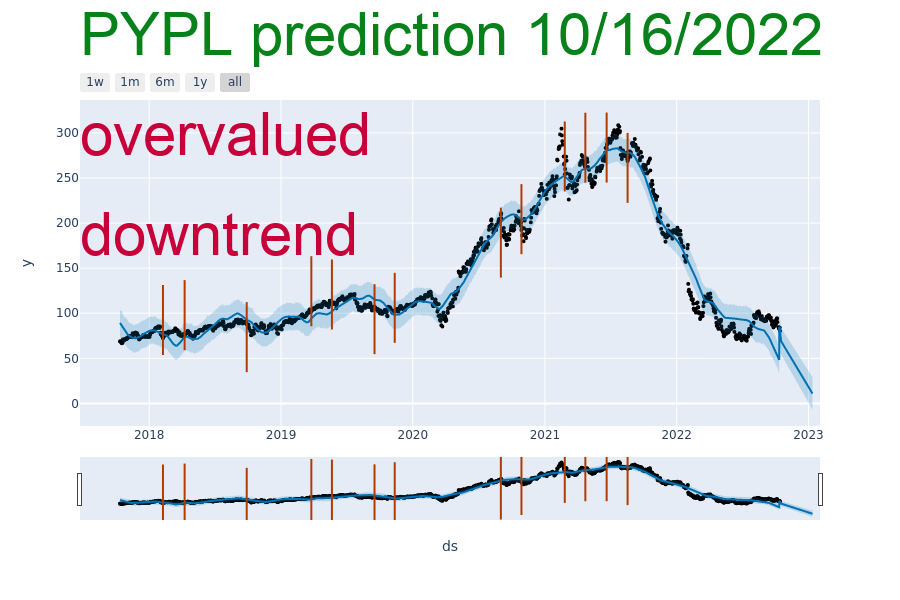 PYPL prediction 10/16/2022
1w 1m 6m 1y all
overvalued
downtrend
300
250
200
150
100
50
0
y
2018 2019 2020 2021 2022 2023
ds